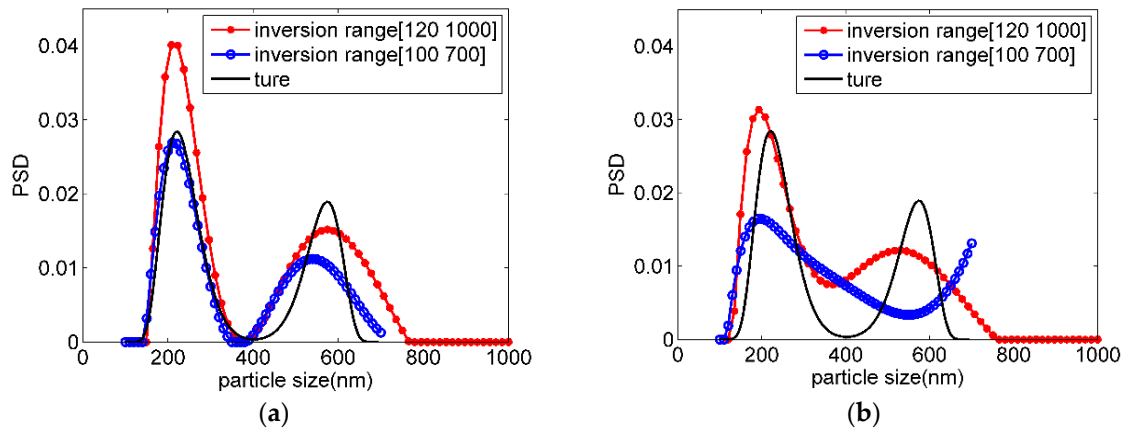 0.04
0.03
0.02
0.01
0
PSD
inversion range[120 1000]
inversion range[100 700]
ture
0 200 400 600 800 1000
particle size(nm)
(a)
0.04
0.03
0.02
0.01
0
PSD
inversion range[120 1000]
inversion range[100 700]
ture
0 200 400 600 800 1000
particle size(nm)
(b)